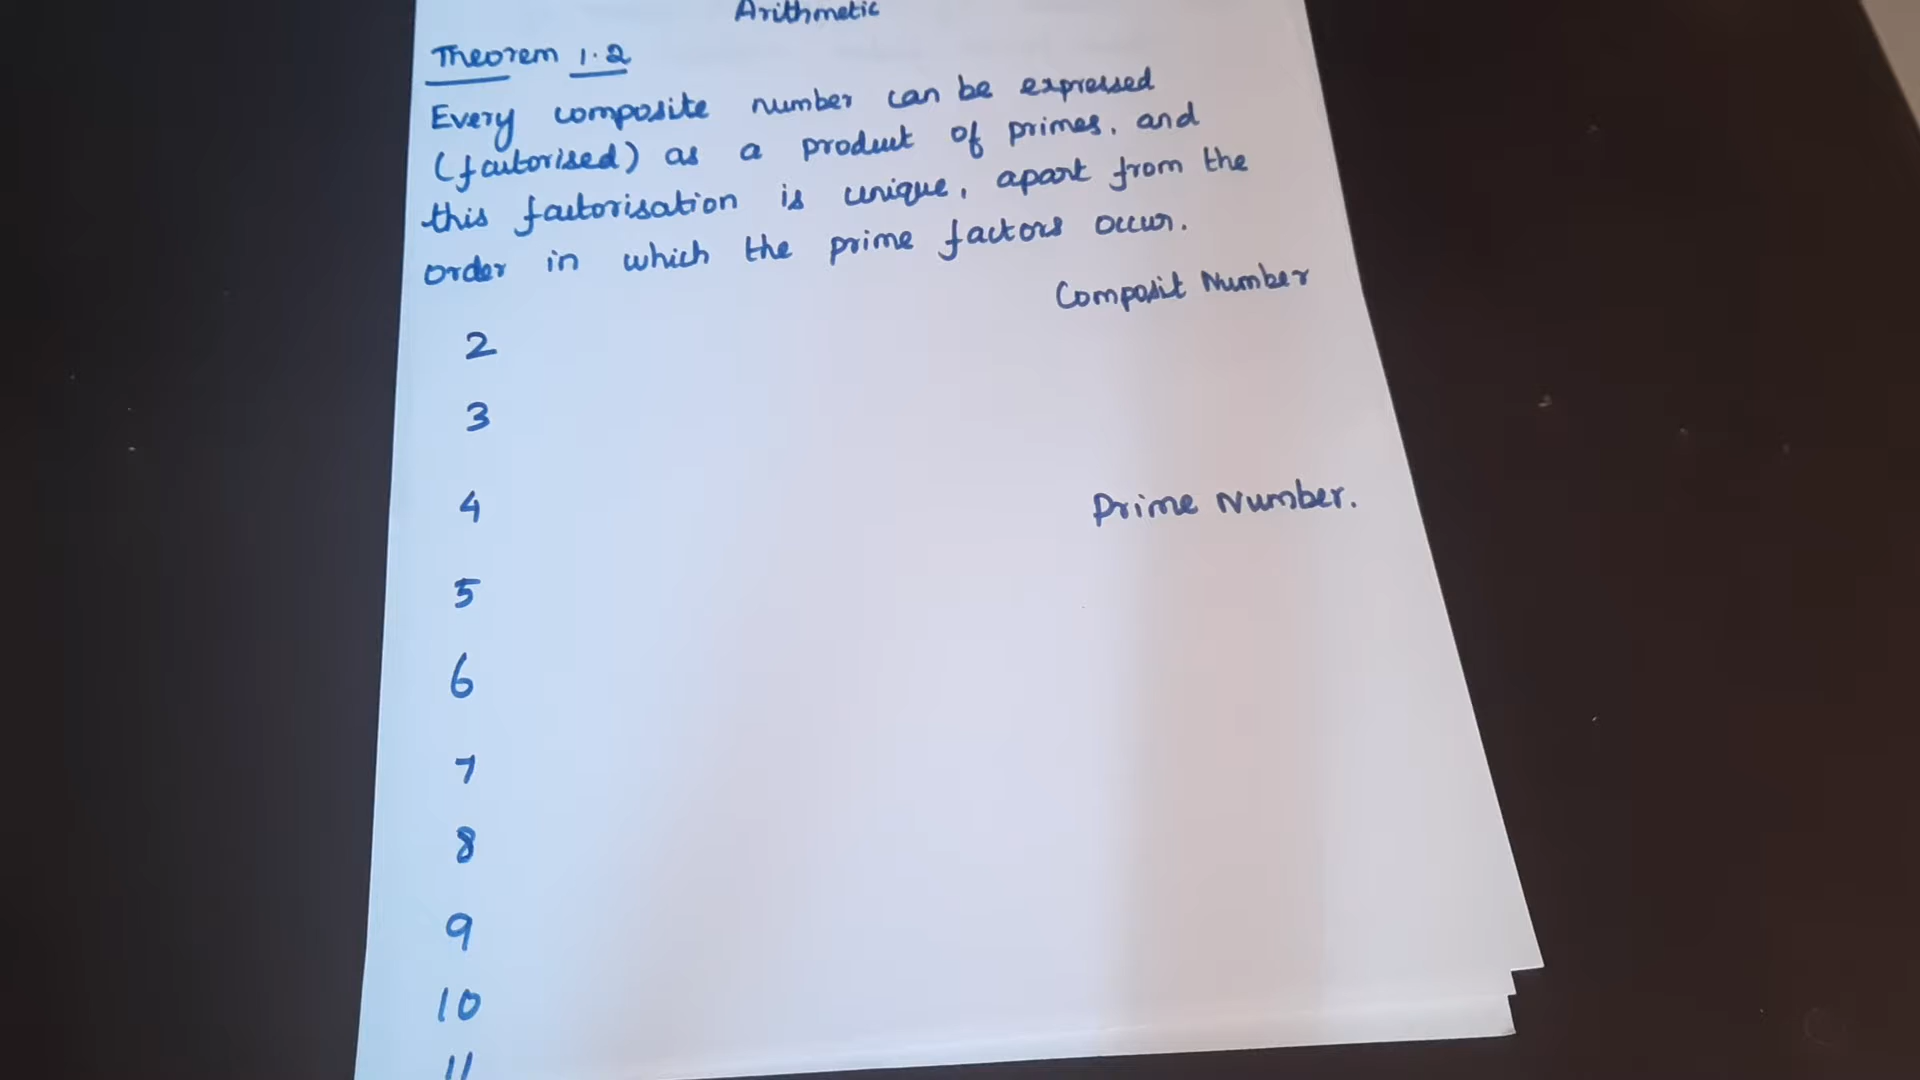 Arithmetic
Theorem 1.2
Every composite number can be expressed
(factorised) as a product of primes, and
this factorisation is unique, apart from the
order in which the prime factors occur.
Composit Number
2
3
4
Prime Number.
5
6
7
8
9
10
11